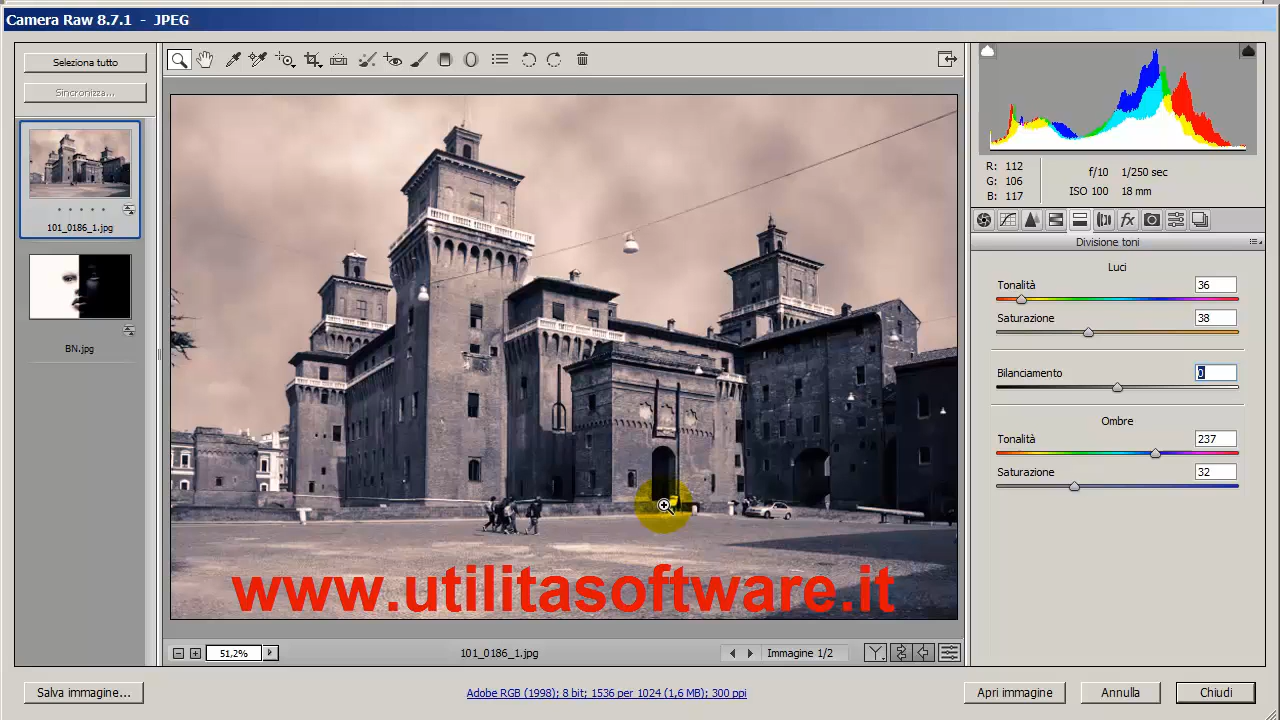 Camera Raw 8.7.1 - JPEG
Seleziona tutto
Sincronizza...
101_0186_1.jpg
BN.jpg
www.utilitasoftware.it
51,2%
101_0186_1.jpg
Immagine 1/2
R: 112
G: 106
B: 117
f/10 1/250 sec
ISO 100 18 mm
fx
Divisione toni
Luci
Tonalità 36
Saturazione 38
Bilanciamento 0
Ombre
Tonalità 237
Saturazione 32
Salva immagine...
Adobe RGB (1998); 8 bit; 1536 per 1024 (1,6 MB); 300 ppi
Apri immagine
Annulla
Chiudi